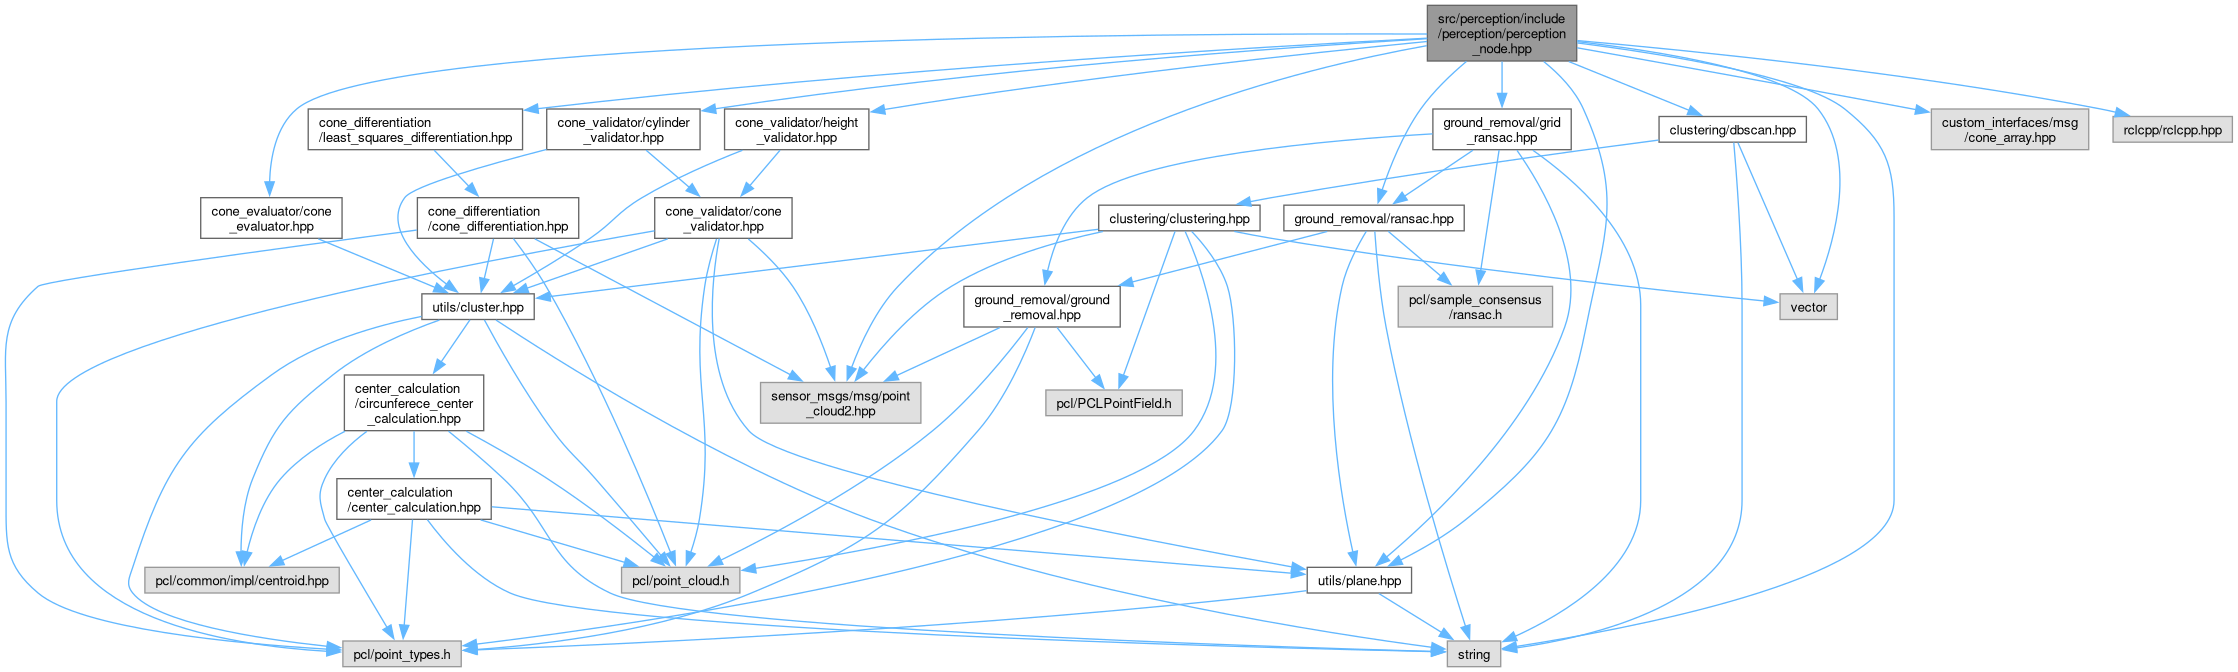 src/perception/include
/perception/perception
_node.hpp
cone_differentiation
/least_squares_differentiation.hpp
cone_validator/cylinder
_validator.hpp
cone_validator/height
_validator.hpp
ground_removal/grid
_ransac.hpp
clustering/dbscan.hpp
custom_interfaces/msg
/cone_array.hpp
rclcpp/rclcpp.hpp
cone_evaluator/cone
_evaluator.hpp
cone_differentiation
/cone_differentiation.hpp
cone_validator/cone
_validator.hpp
clustering/clustering.hpp
ground_removal/ransac.hpp
utils/cluster.hpp
ground_removal/ground
_removal.hpp
pcl/sample_consensus
/ransac.h
vector
center_calculation
/circunferece_center
_calculation.hpp
sensor_msgs/msg/point
_cloud2.hpp
pcl/PCLPointField.h
center_calculation
/center_calculation.hpp
pcl/common/impl/centroid.hpp
pcl/point_cloud.h
utils/plane.hpp
pcl/point_types.h
string